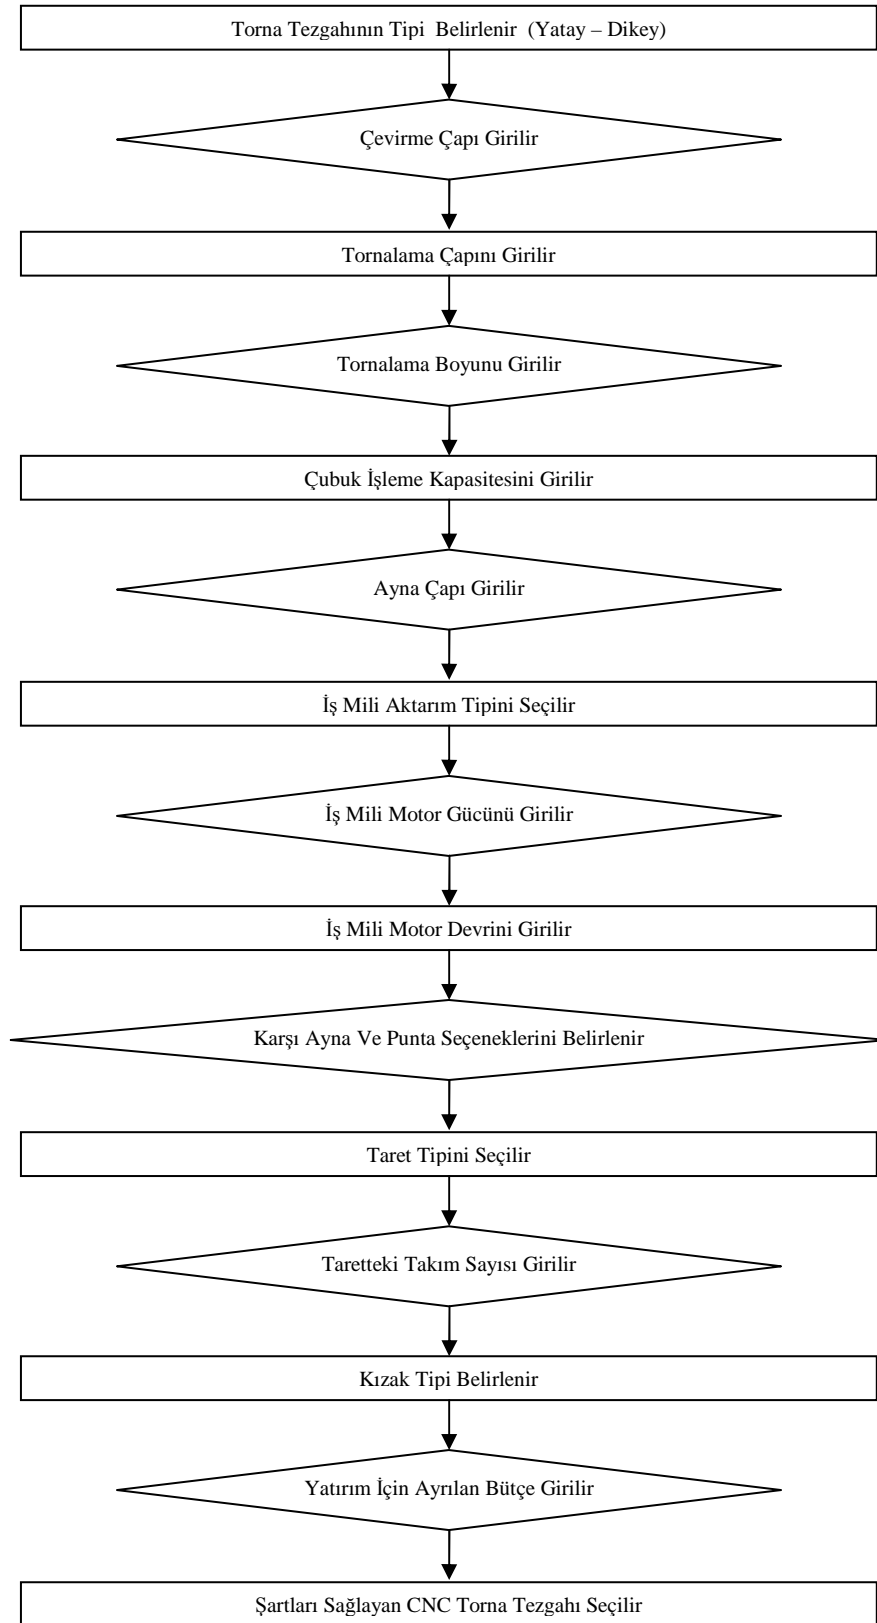 Torna Tezgahının Tipi Belirlenir (Yatay – Dikey)
Çevirme Çapı Girilir
Tornalama Çapını Girilir
Tornalama Boyunu Girilir
Çubuk İşleme Kapasitesini Girilir
Ayna Çapı Girilir
İş Mili Aktarım Tipini Seçilir
İş Mili Motor Gücünü Girilir
İş Mili Motor Devrini Girilir
Karşı Ayna Ve Punta Seçeneklerini Belirlenir
Taret Tipini Seçilir
Taretteki Takım Sayısı Girilir
Kızak Tipi Belirlenir
Yatırım İçin Ayrılan Bütçe Girilir
Şartları Sağlayan CNC Torna Tezgahı Seçilir